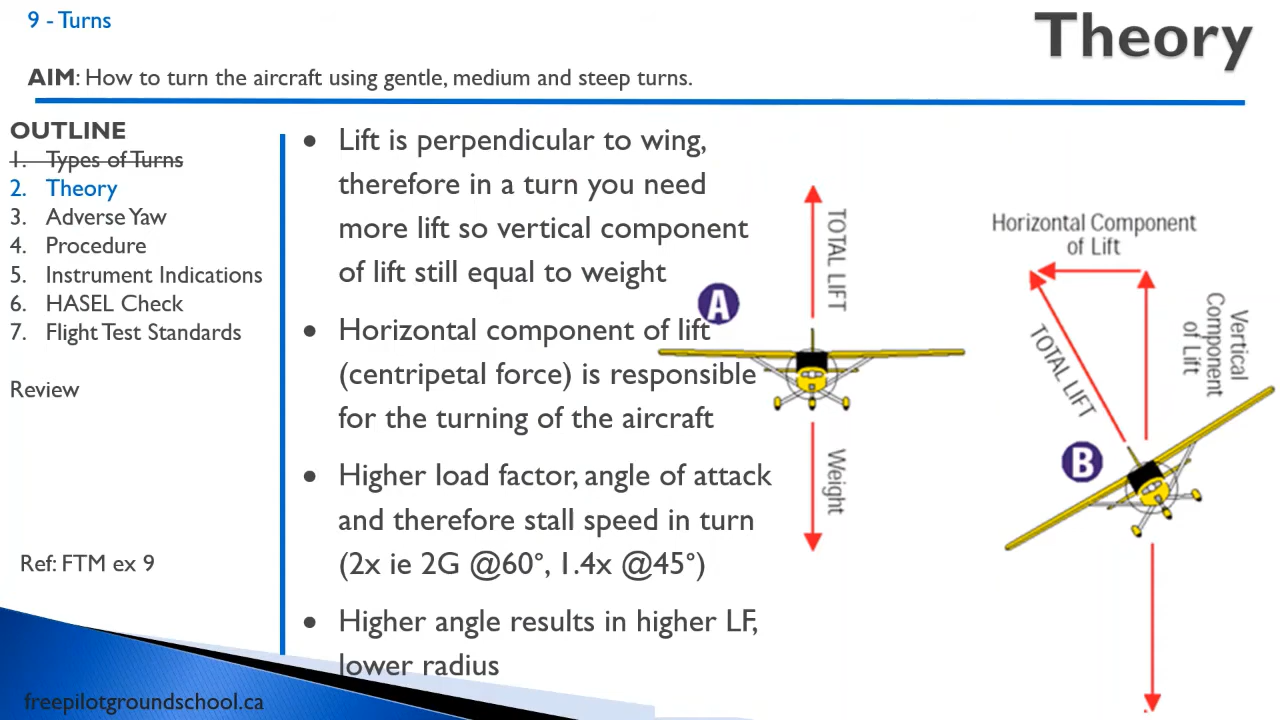 9 - Turns
Theory
AIM: How to turn the aircraft using gentle, medium and steep turns.
OUTLINE
1. Types of Turns
2. Theory
3. Adverse Yaw
4. Procedure
5. Instrument Indications
6. HASEL Check
7. Flight Test Standards
Review
Ref: FTM ex 9
freepilotgroundschool.ca
• Lift is perpendicular to wing,
therefore in a turn you need
more lift so vertical component
of lift still equal to weight
• Horizontal component of lift
(centripetal force) is responsible
for the turning of the aircraft
• Higher load factor, angle of attack
and therefore stall speed in turn
(2x ie 2G @60°, 1.4x @45°)
• Higher angle results in higher LF,
lower radius
TOTAL LIFT
A
Weight
Horizontal Component
of Lift
TOTAL LIFT
Vertical
Component
of Lift
B